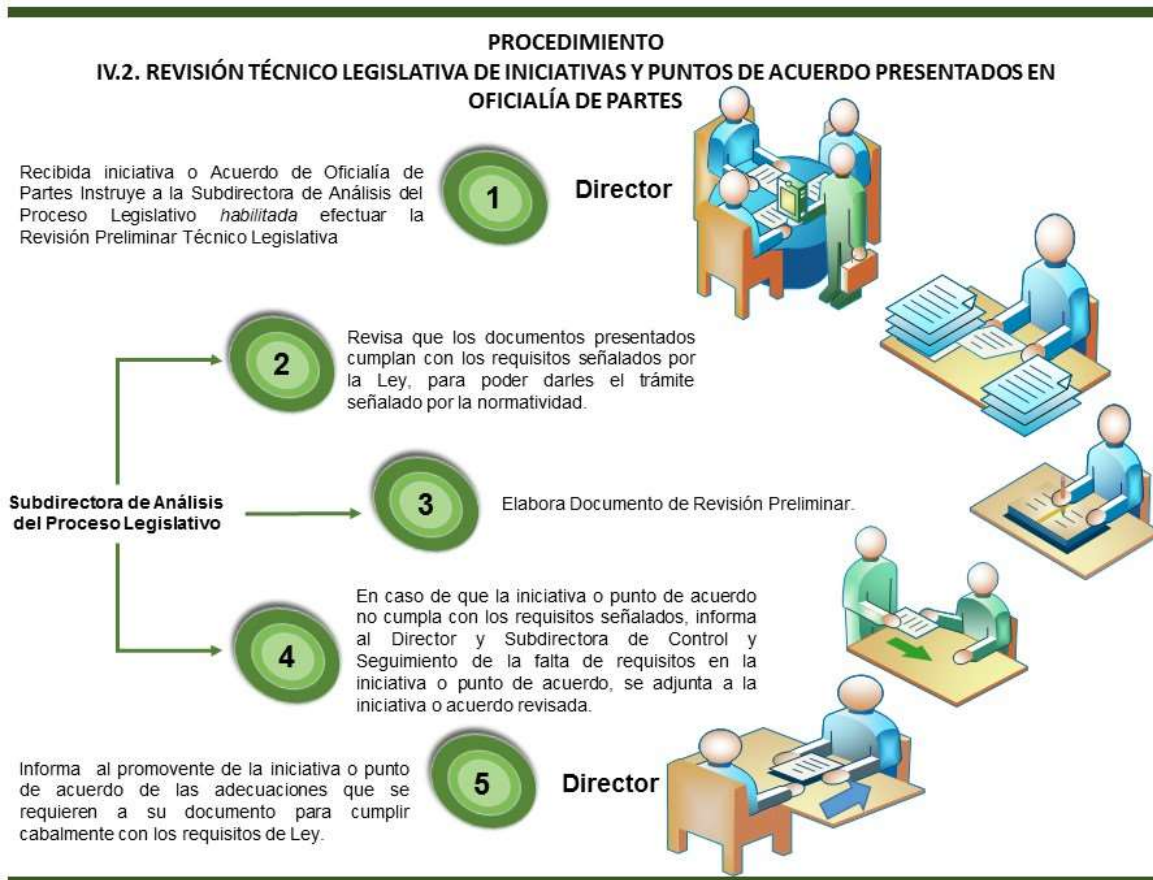 PROCEDIMIENTO
IV.2. REVISIÓN TÉCNICO LEGISLATIVA DE INICIATIVAS Y PUNTOS DE ACUERDO PRESENTADOS EN
OFICIALÍA DE PARTES
Recibida iniciativa o Acuerdo de Oficialía de
Partes Instruye a la Subdirectora de Análisis del
Proceso Legislativo habilitada efectuar la
Revisión Preliminar Técnico Legislativa
1
Director
2
Revisa que los documentos presentados
cumplan con los requisitos señalados por
la Ley, para poder darles el trámite
señalado por la normatividad.
Subdirectora de Análisis
del Proceso Legislativo
3
Elabora Documento de Revisión Preliminar.
4
En caso de que la iniciativa o punto de acuerdo
no cumpla con los requisitos señalados, informa
al Director y Subdirectora de Control y
Seguimiento de la falta de requisitos en la
iniciativa o punto de acuerdo, se adjunta a la
iniciativa o acuerdo revisada.
Informa al promovente de la iniciativa o punto
de acuerdo de las adecuaciones que se
requieren a su documento para cumplir
cabalmente con los requisitos de Ley.
5
Director